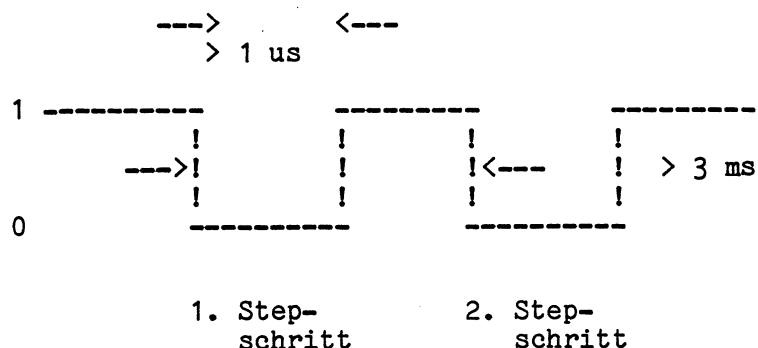 --->        <---
    > 1 us
1 ----------          ----------          ----------
            !         !        !         !
        --->!         !        !<---     !  > 3 ms
            !         !        !         !
0           -----------        -----------
            1. Step-           2. Step-
               schritt            schritt